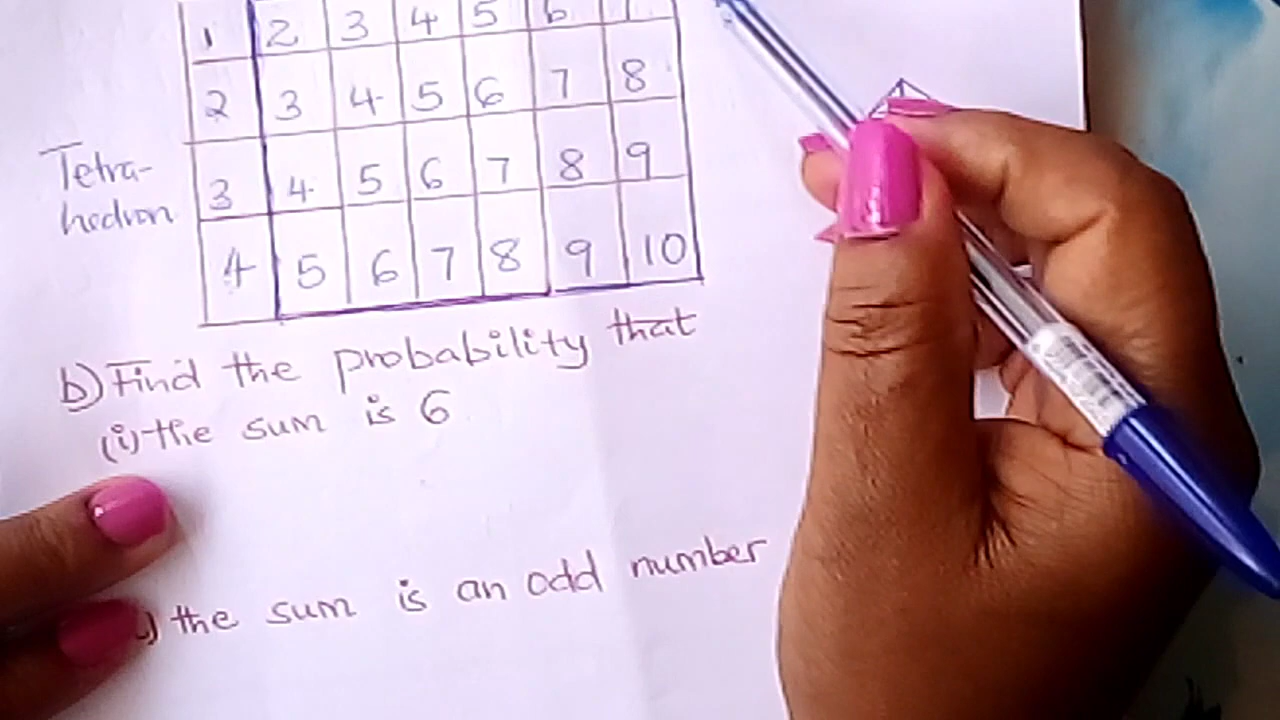 1 2 3 4 5 6 7
2 3 4 5 6 7 8
Tetra-
hedron
3 4 5 6 7 8 9
4 5 6 7 8 9 10
b) Find the probability that
(i) the sum is 6
) the sum is an odd number